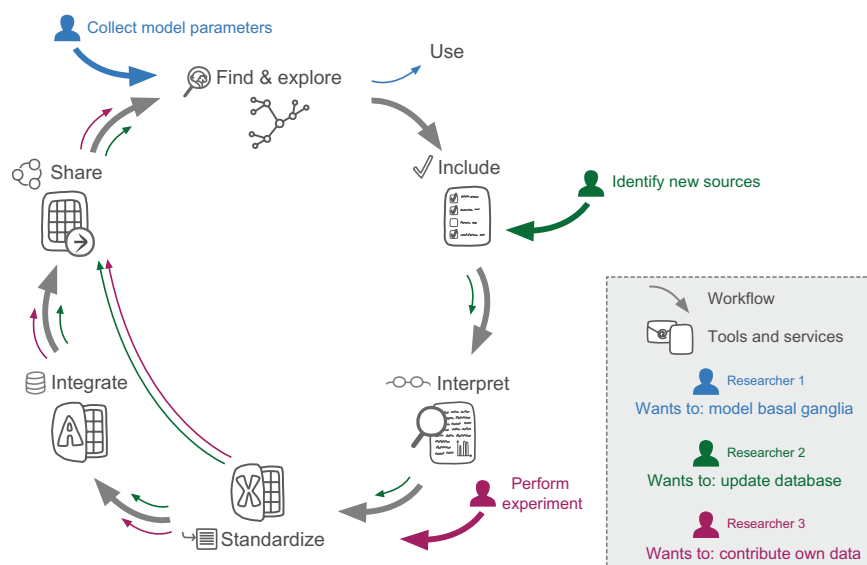 Collect model parameters
Use
Find & explore
Share
Include
Identify new sources
Integrate
Interpret
Perform
experiment
Standardize
Workflow
Tools and services
Researcher 1
Wants to: model basal ganglia
Researcher 2
Wants to: update database
Researcher 3
Wants to: contribute own data